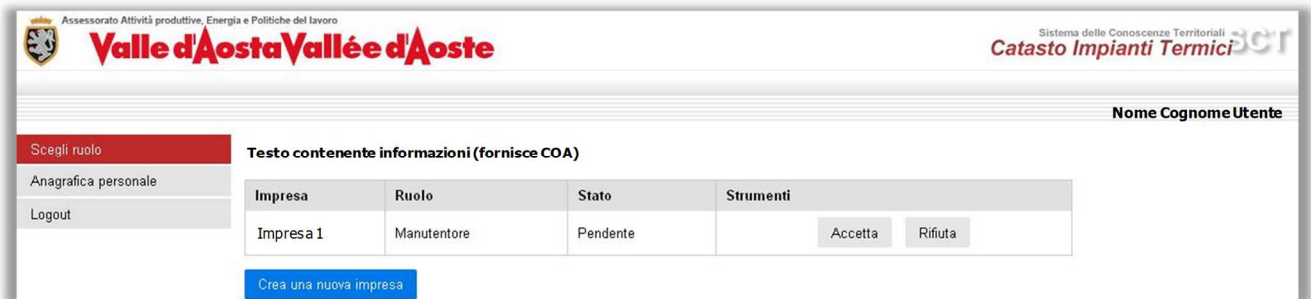 Assessorato Attività produttive, Energia e Politiche del lavoro
Valle d'Aosta Vallée d'Aoste
Sistema delle Conoscenze Territoriali
SCT
Catasto Impianti Termici
Nome Cognome Utente
Scegli ruolo
Anagrafica personale
Logout
Testo contenente informazioni (fornisce COA)
Impresa Ruolo Stato Strumenti
Impresa 1 Manutentore Pendente Accetta Rifiuta
Crea una nuova impresa